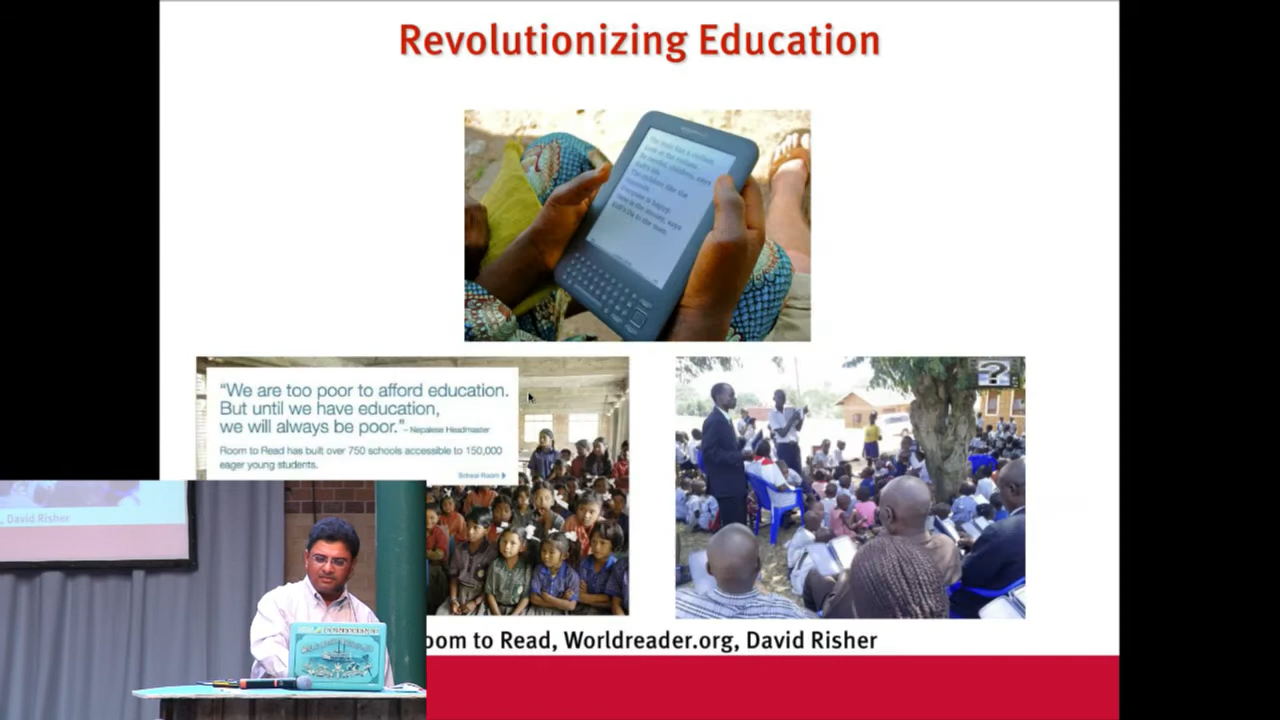 Revolutionizing Education
“We are too poor to afford education.
But until we have education,
we will always be poor.” – Nepalese Headmaster
Room to Read has built over 750 schools accessible to 150,000
eager young students.
School Room
?
, David Risher
oom to Read, Worldreader.org, David Risher